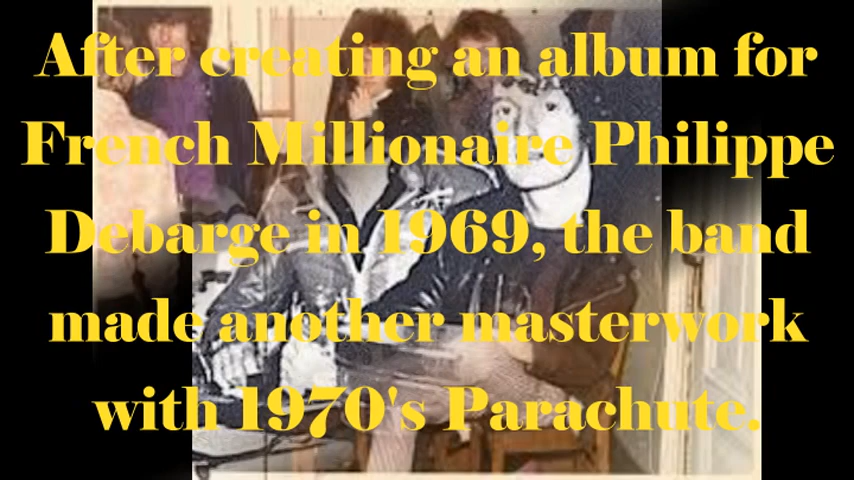 After creating an album for
French Millionaire Philippe
Debarge in 1969, the band
made another masterwork
with 1970's Parachute.